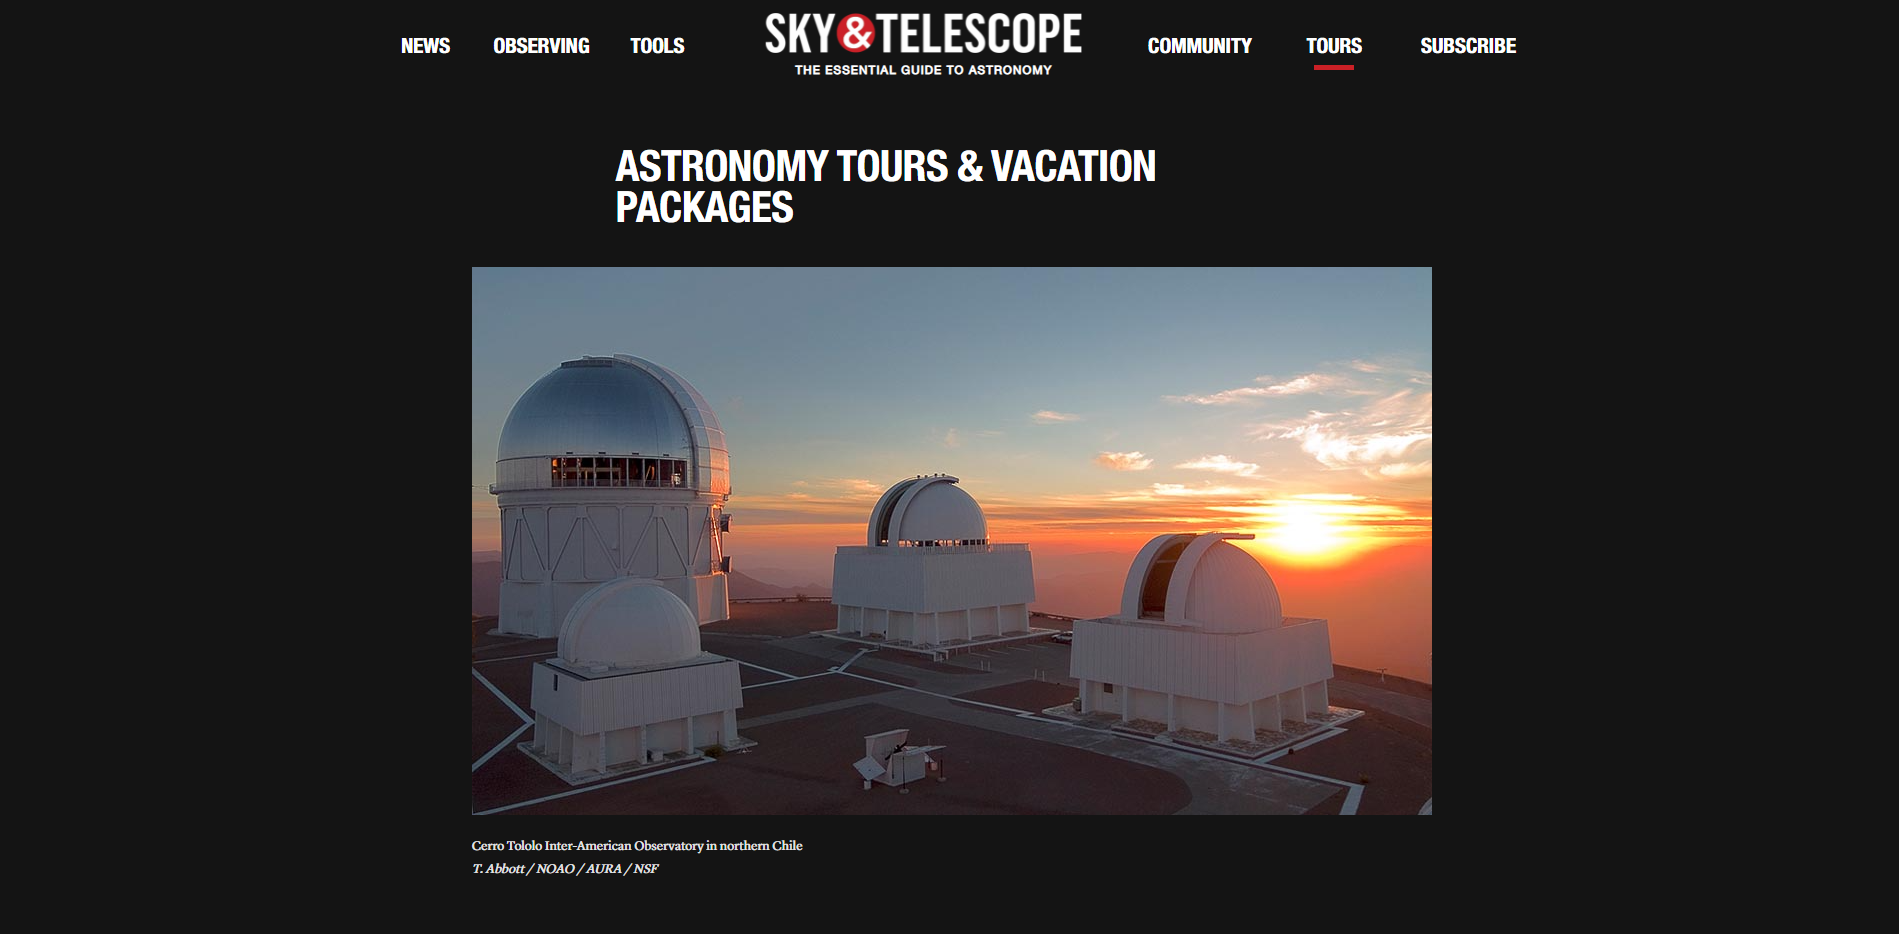 NEWS
OBSERVING
TOOLS
SKY&TELESCOPE
THE ESSENTIAL GUIDE TO ASTRONOMY
COMMUNITY
TOURS
SUBSCRIBE
ASTRONOMY TOURS & VACATION
PACKAGES
Cerro Tololo Inter-American Observatory in northern Chile
T. Abbott / NOAO / AURA / NSF